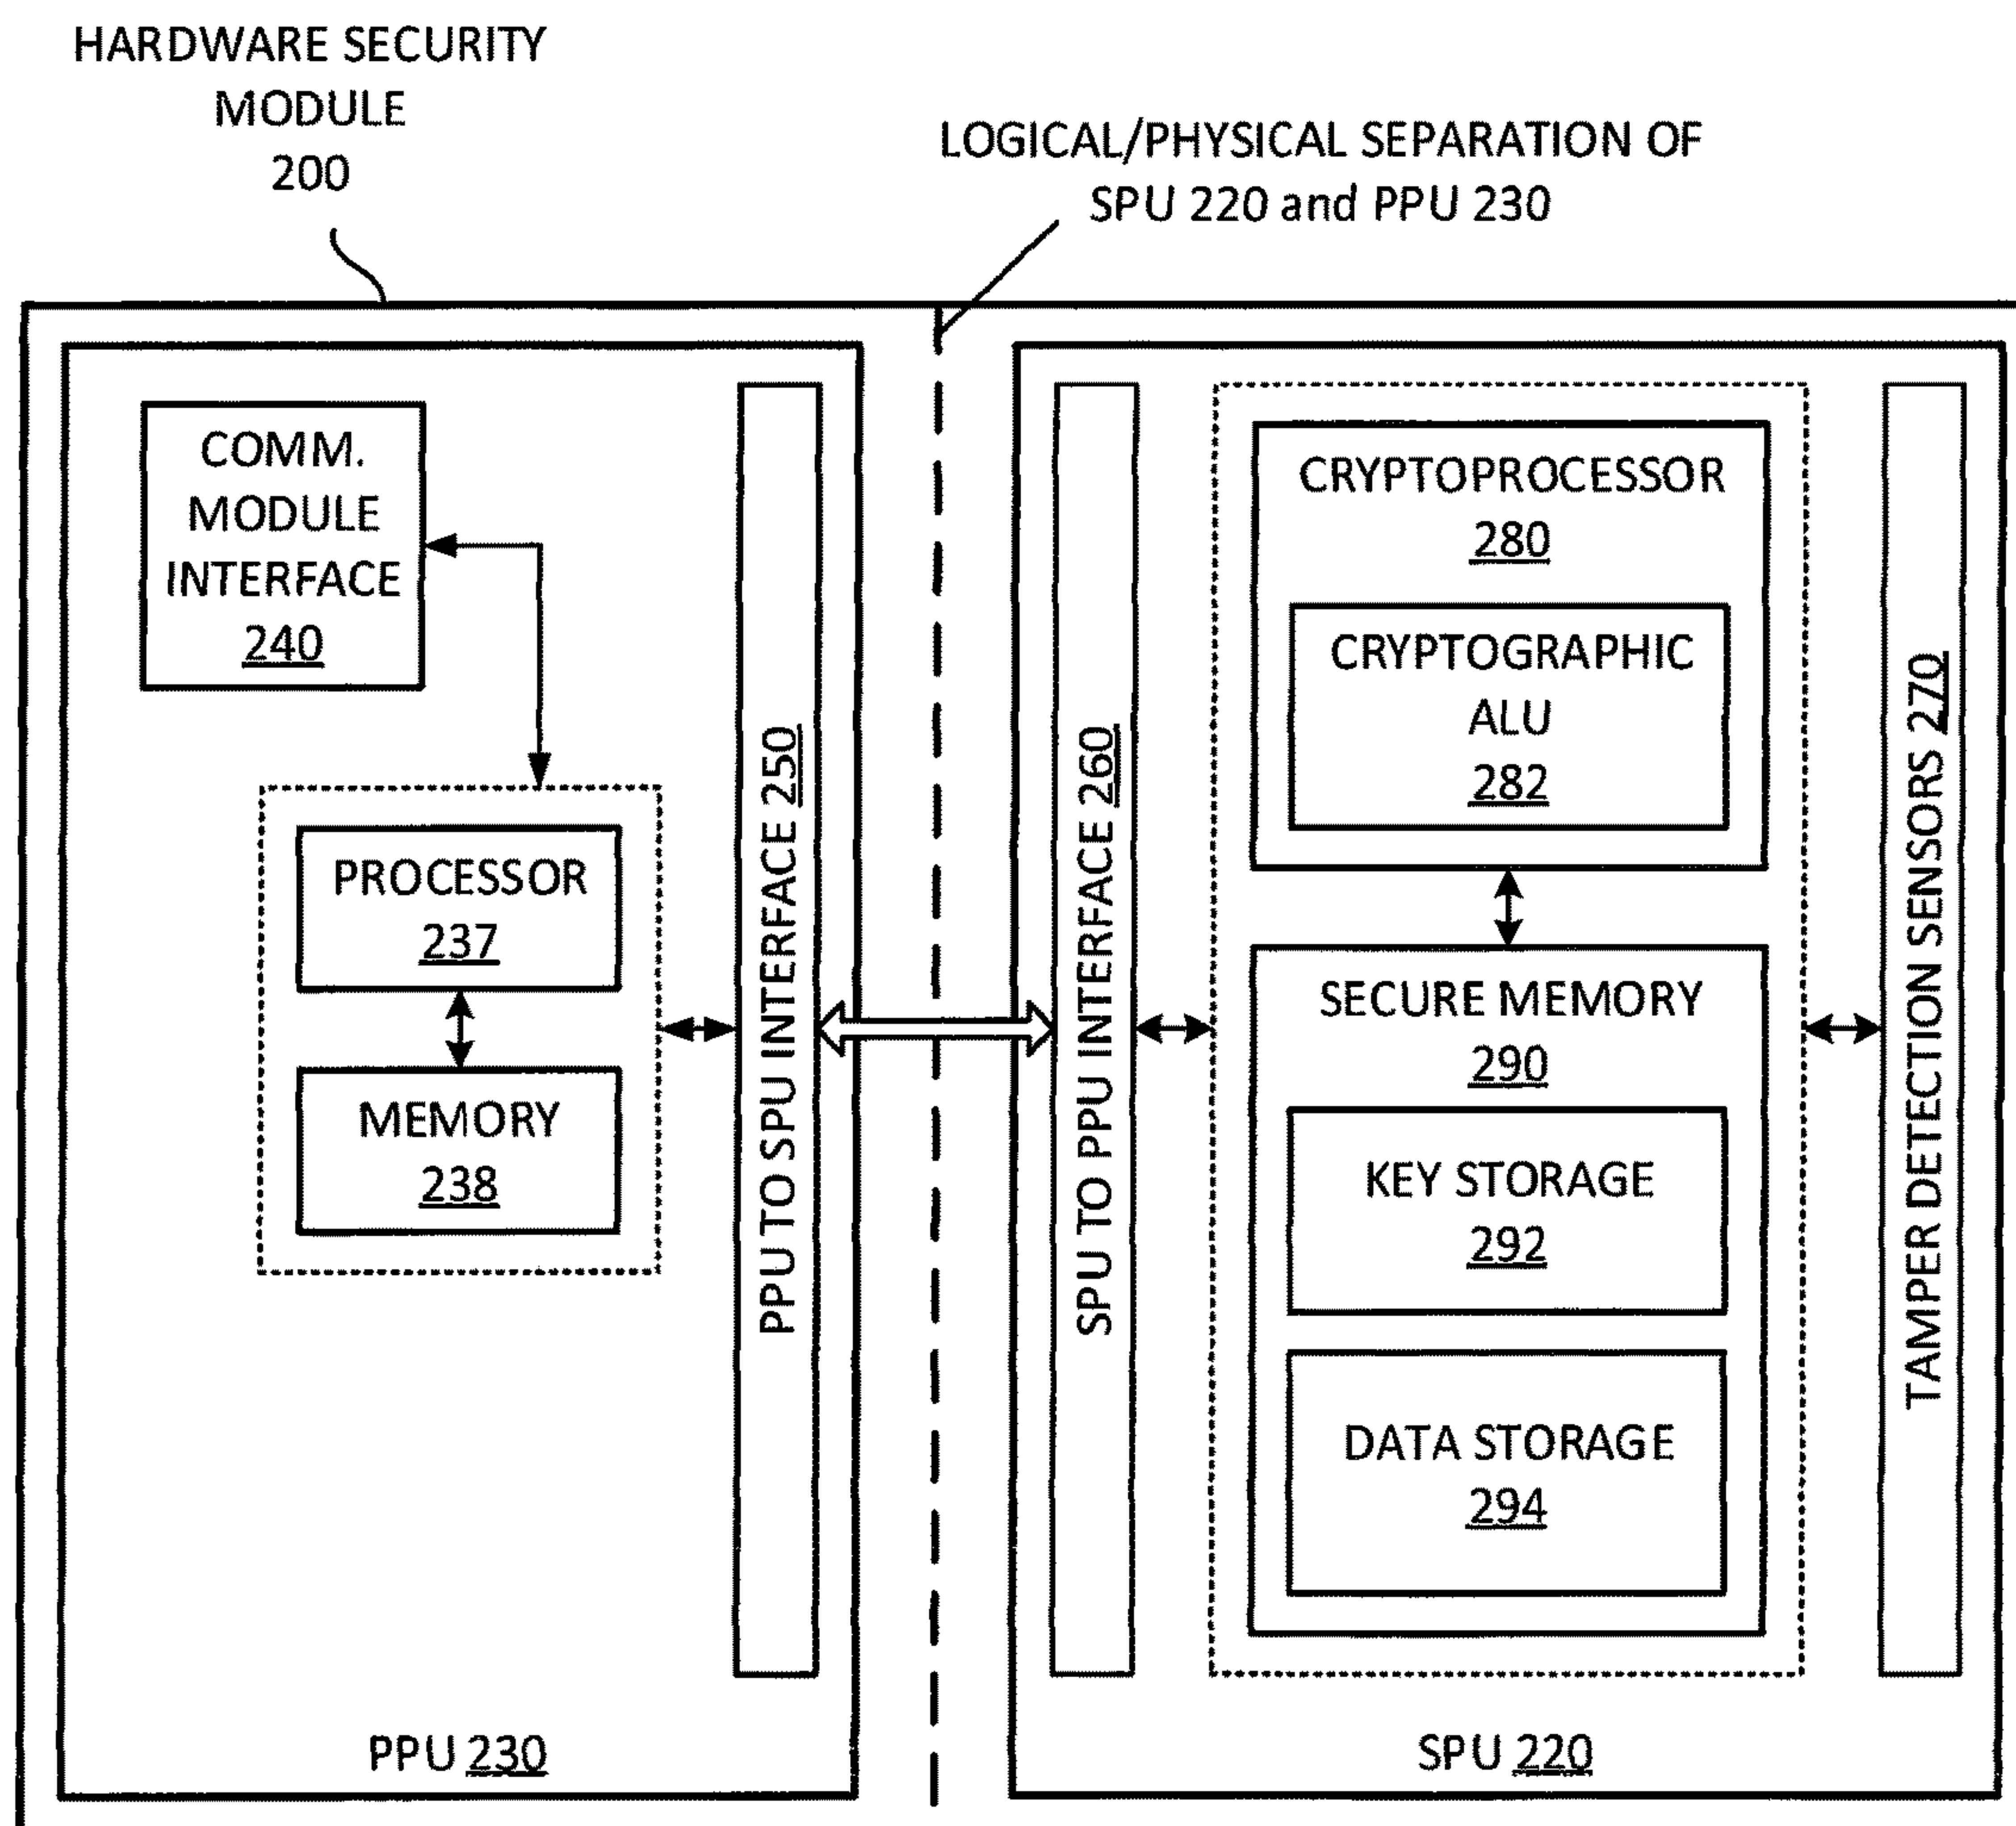 HARDWARE SECURITY
MODULE
200
LOGICAL/PHYSICAL SEPARATION OF
SPU 220 and PPU 230
COMM.
MODULE
INTERFACE
240
PROCESSOR
237
MEMORY
238
PPU TO SPU INTERFACE 250
PPU 230
SPU TO PPU INTERFACE 260
CRYPTOPROCESSOR
280
CRYPTOGRAPHIC
ALU
282
SECURE MEMORY
290
KEY STORAGE
292
DATA STORAGE
294
TAMPER DETECTION SENSORS 270
SPU 220